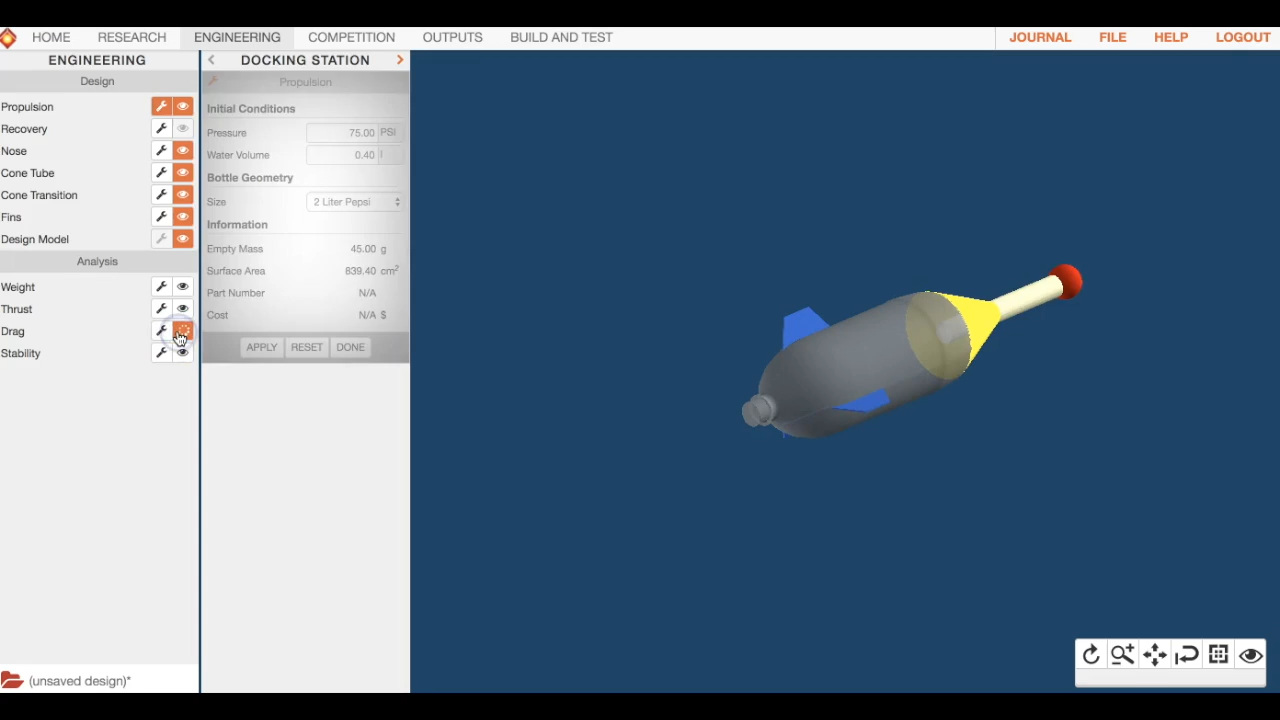 HOME RESEARCH ENGINEERING COMPETITION OUTPUTS BUILD AND TEST JOURNAL FILE HELP LOGOUT
ENGINEERING
Design
Propulsion
Recovery
Nose
Cone Tube
Cone Transition
Fins
Design Model
Analysis
Weight
Thrust
Drag
Stability
(unsaved design)*
DOCKING STATION
Propulsion
Initial Conditions
Pressure 75.00 PSI
Water Volume 0.40 l
Bottle Geometry
Size 2 Liter Pepsi
Information
Empty Mass 45.00 g
Surface Area 839.40 cm²
Part Number N/A
Cost N/A $
APPLY RESET DONE